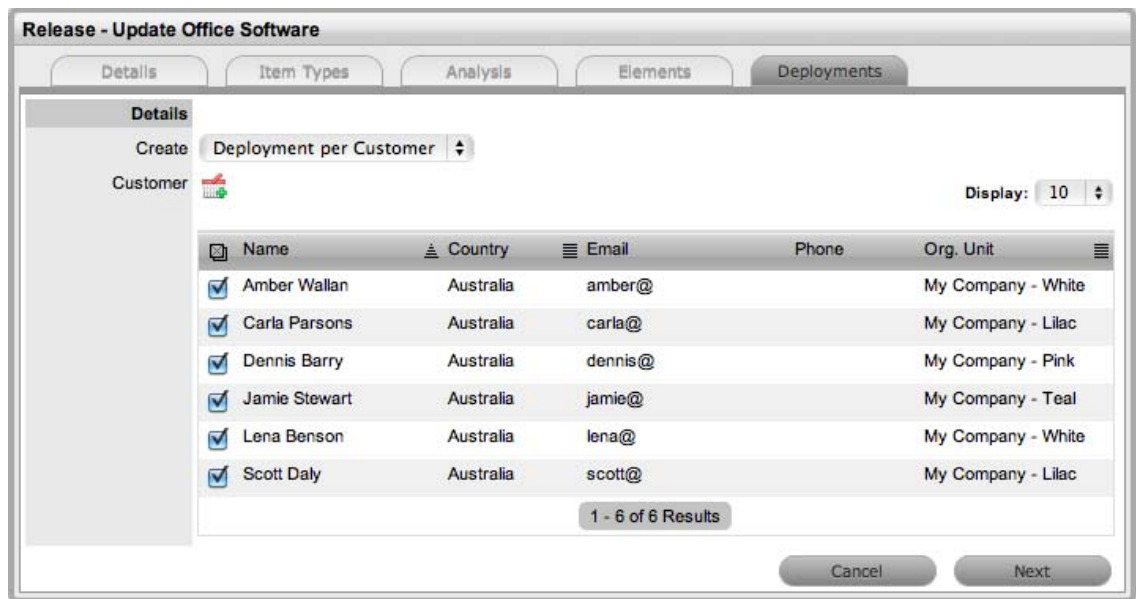 Release - Update Office Software
Details Item Types Analysis Elements Deployments
Details
Create Deployment per Customer
Customer
Display: 10
Name Country Email Phone Org. Unit
Amber Wallan Australia amber@ My Company - White
Carla Parsons Australia carla@ My Company - Lilac
Dennis Barry Australia dennis@ My Company - Pink
Jamie Stewart Australia jamie@ My Company - Teal
Lena Benson Australia lena@ My Company - White
Scott Daly Australia scott@ My Company - Lilac
1 - 6 of 6 Results
Cancel Next